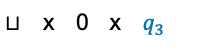 ⊔ x 0 x q₃